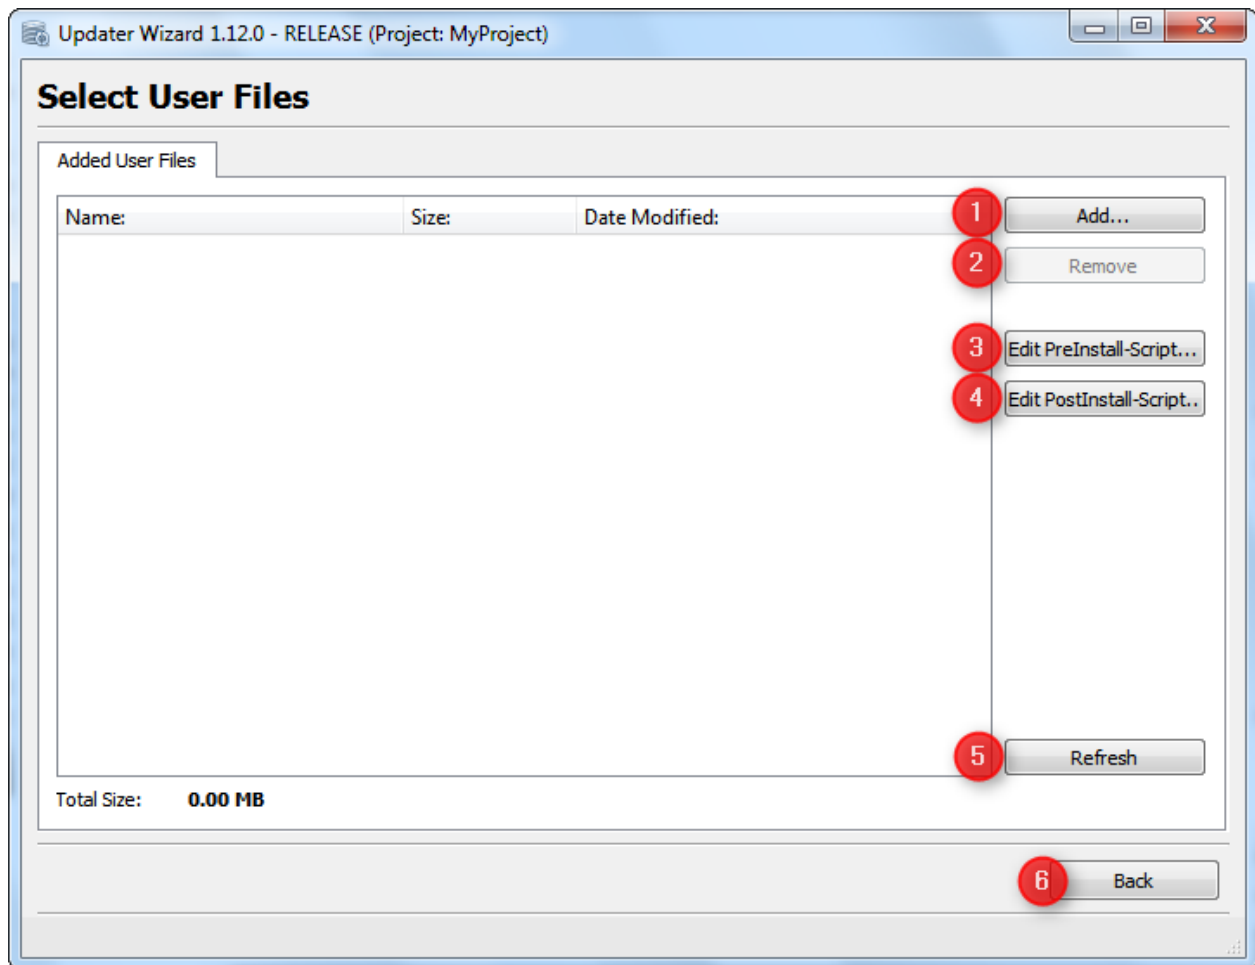 Updater Wizard 1.12.0 - RELEASE (Project: MyProject)
Select User Files
Added User Files
Name: Size: Date Modified:
1 Add...
2 Remove
3 Edit PreInstall-Script...
4 Edit PostInstall-Script..
5 Refresh
Total Size: 0.00 MB
6 Back